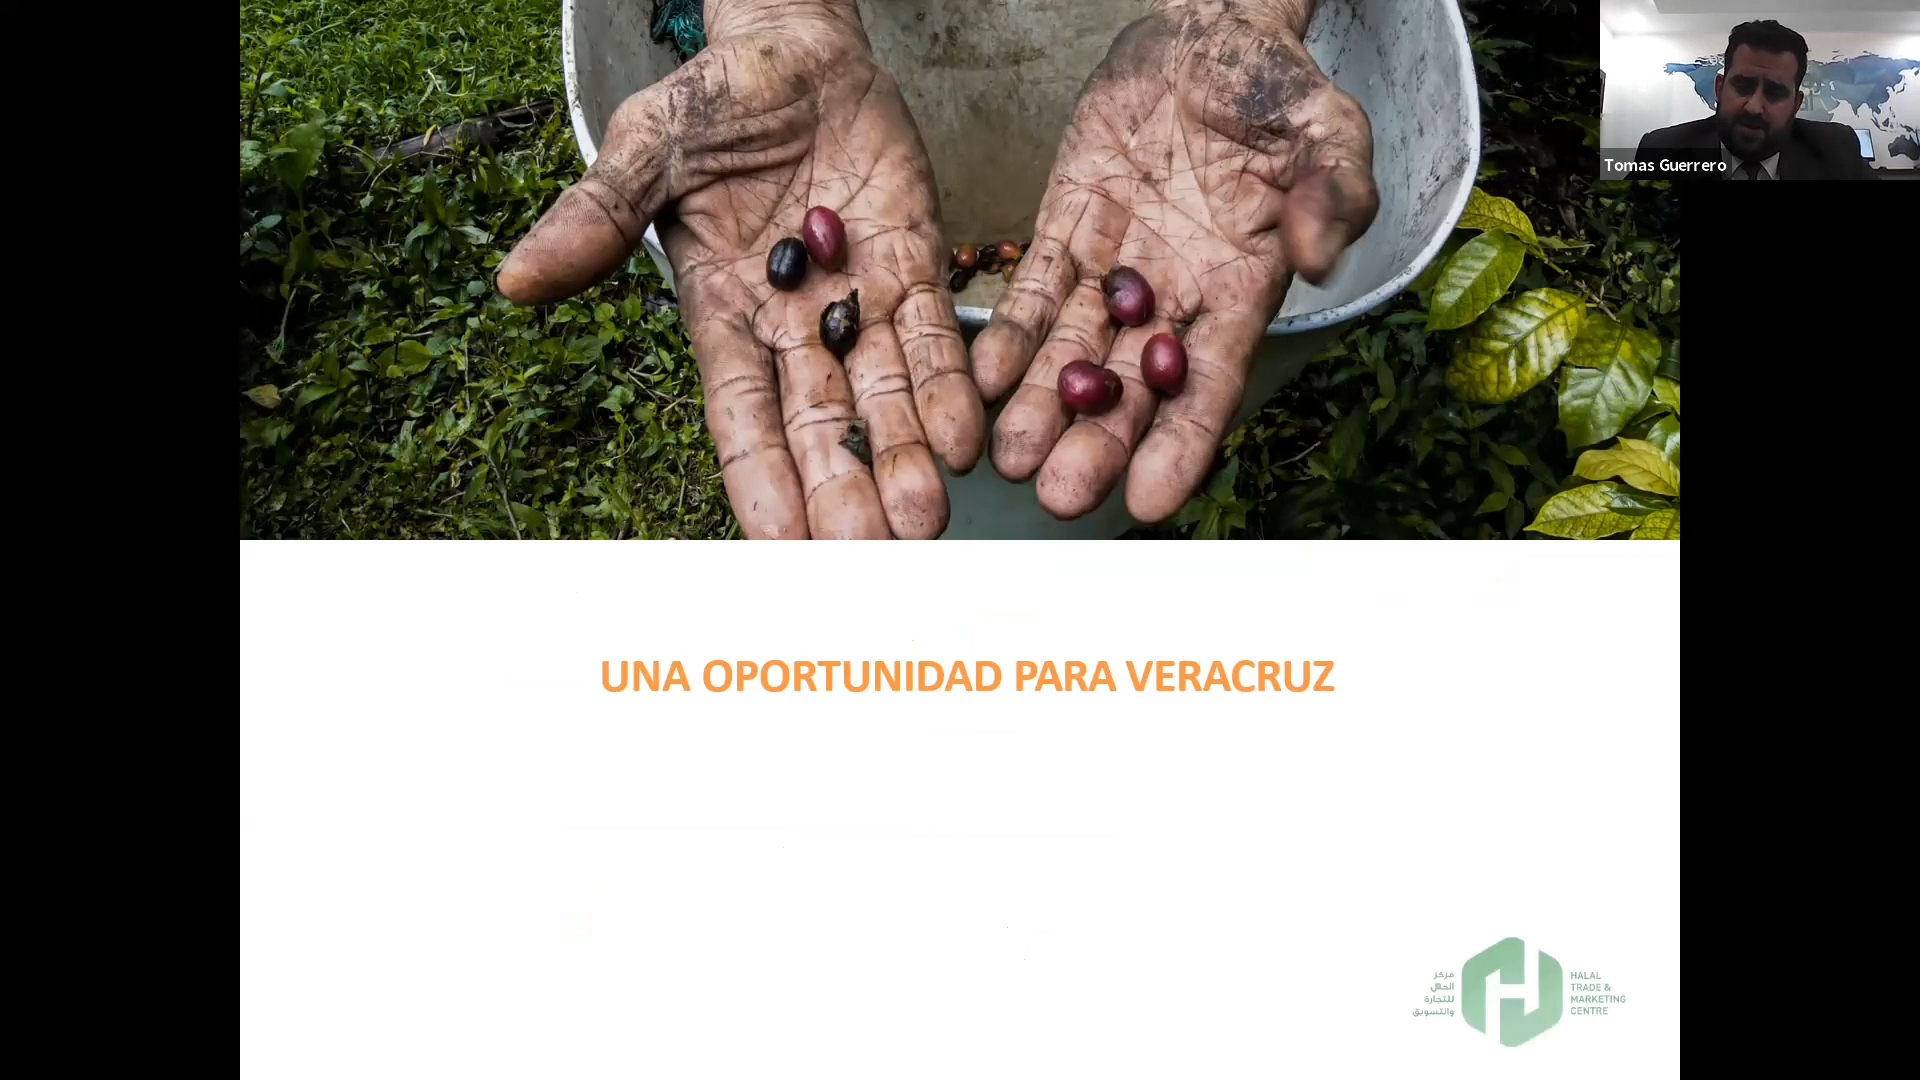 Tomas Guerrero
UNA OPORTUNIDAD PARA VERACRUZ
مركز
الحلال
للتجارة
والتسويق
HALAL
TRADE &
MARKETING
CENTRE